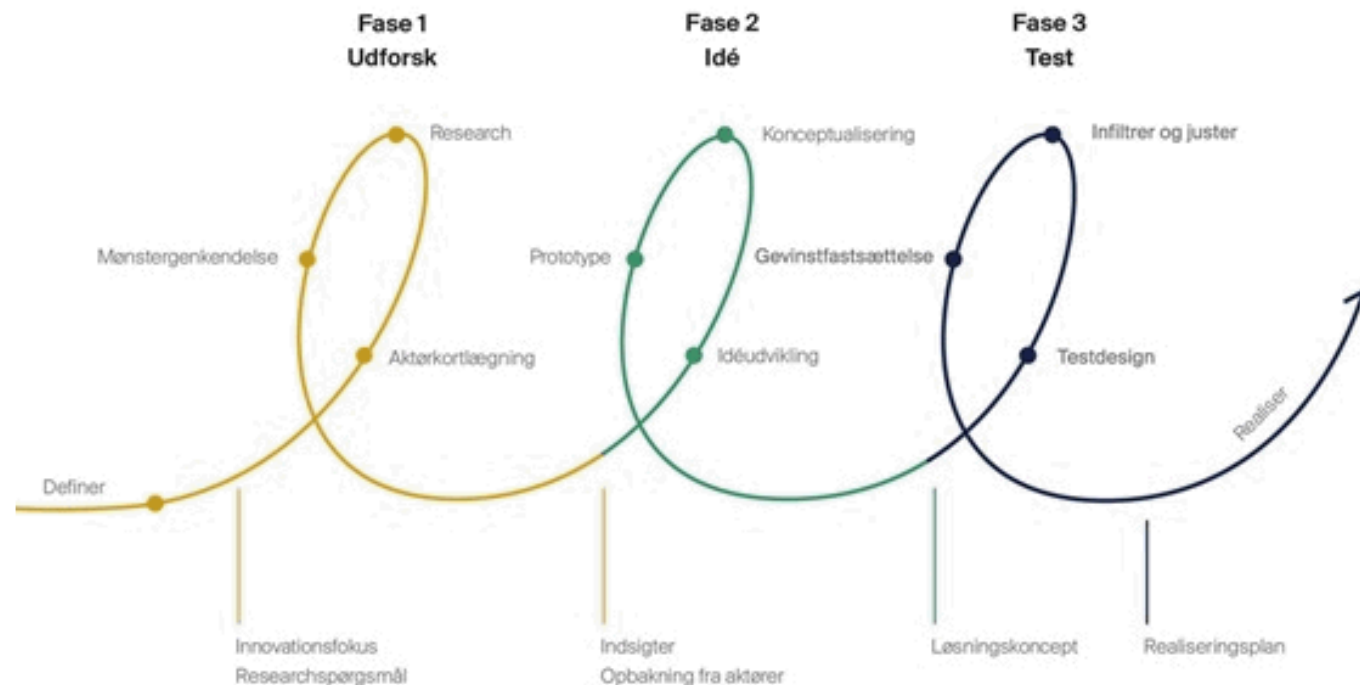 Fase 1
Udforsk
Fase 2
Idé
Fase 3
Test
Research
Konceptualisering
Infiltrer og juster
Mønstergenkendelse
Prototype
Gevinstfastsættelse
Aktørkortlægning
Idéudvikling
Testdesign
Realiser
Definer
Innovationsfokus
Researchspørgsmål
Indsigter
Opbakning fra aktører
Løsningskoncept
Realiseringsplan